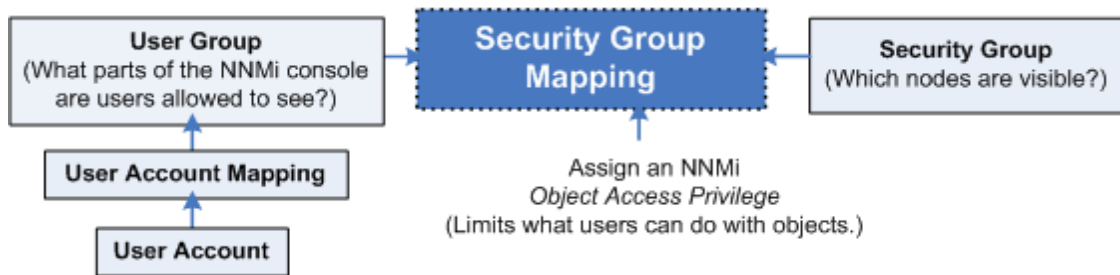 User Group
(What parts of the NNMi console
are users allowed to see?)
User Account Mapping
User Account
Security Group
Mapping
Assign an NNMi
Object Access Privilege
(Limits what users can do with objects.)
Security Group
(Which nodes are visible?)